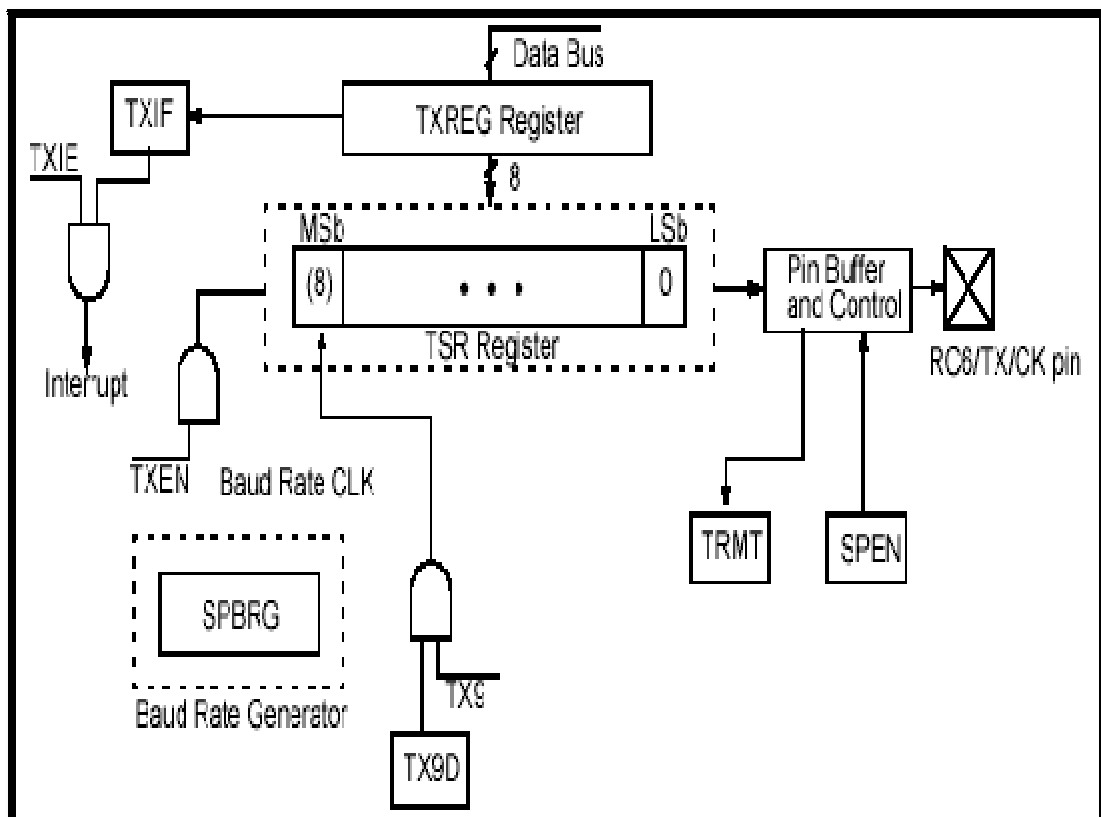 Data Bus
TXIF
TXREG Register
TXIE
8
MSb
LSb
(8)
• • •
0
Pin Buffer
and Control
TSR Register
RC6/TX/CK pin
Interrupt
TXEN
Baud Rate CLK
TRMT
SPEN
SPBRG
TX9
Baud Rate Generator
TX9D